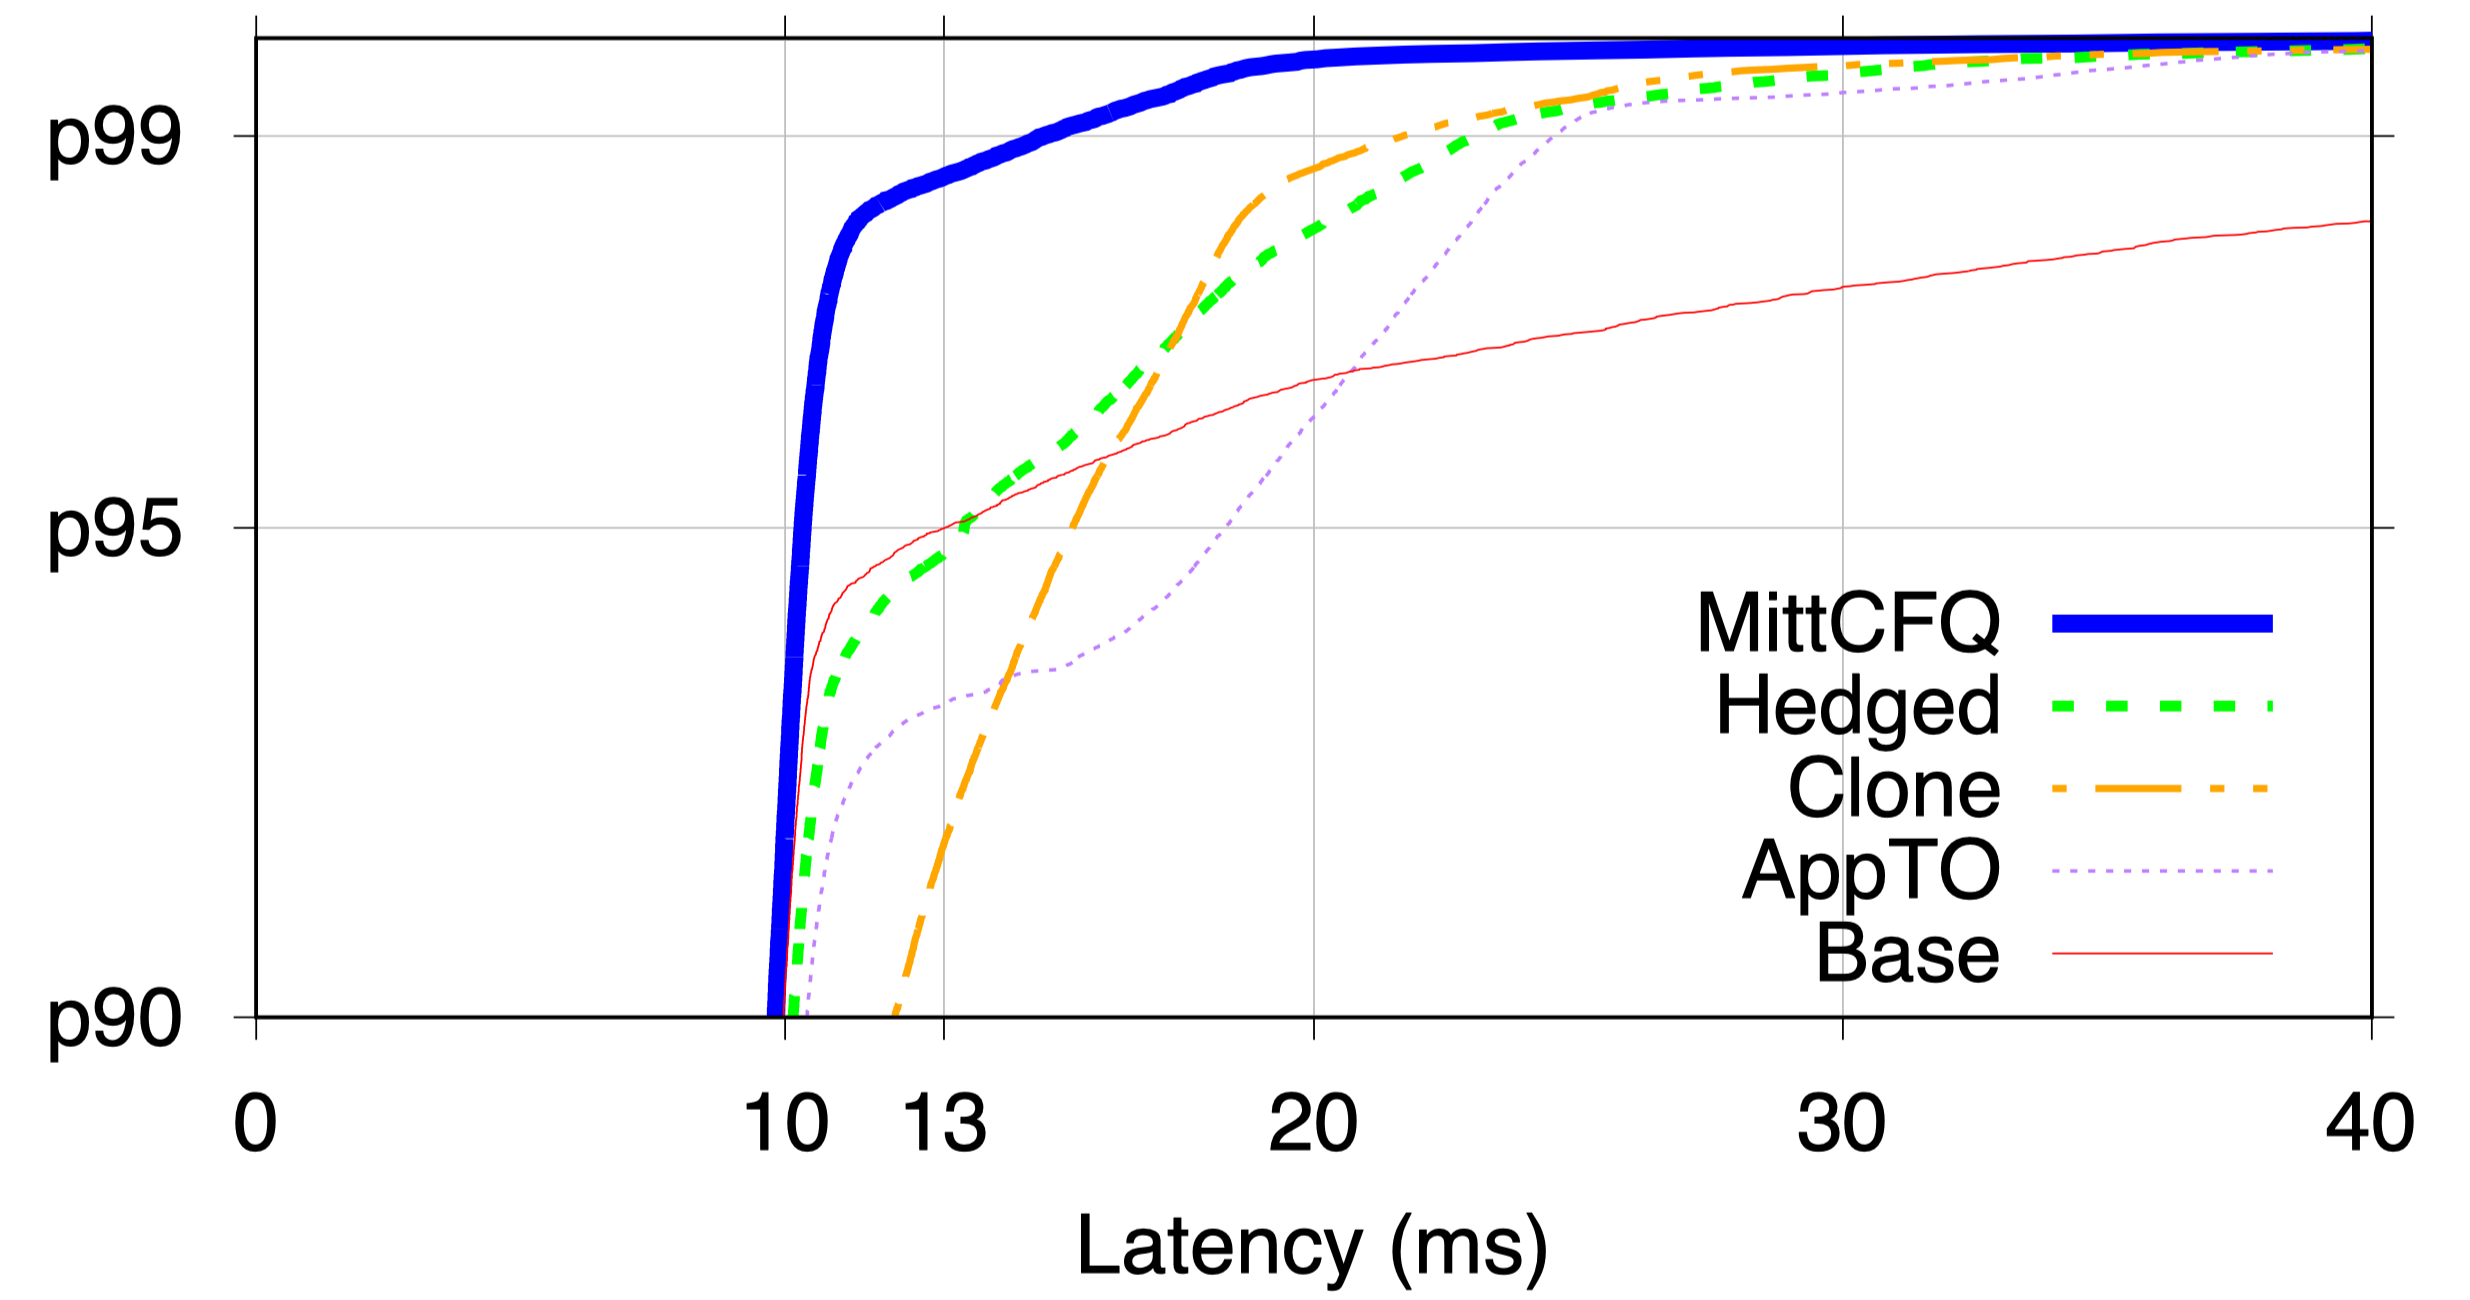 p99
p95
p90
MittCFQ
Hedged
Clone
AppTO
Base
0 10 13 20 30 40
Latency (ms)